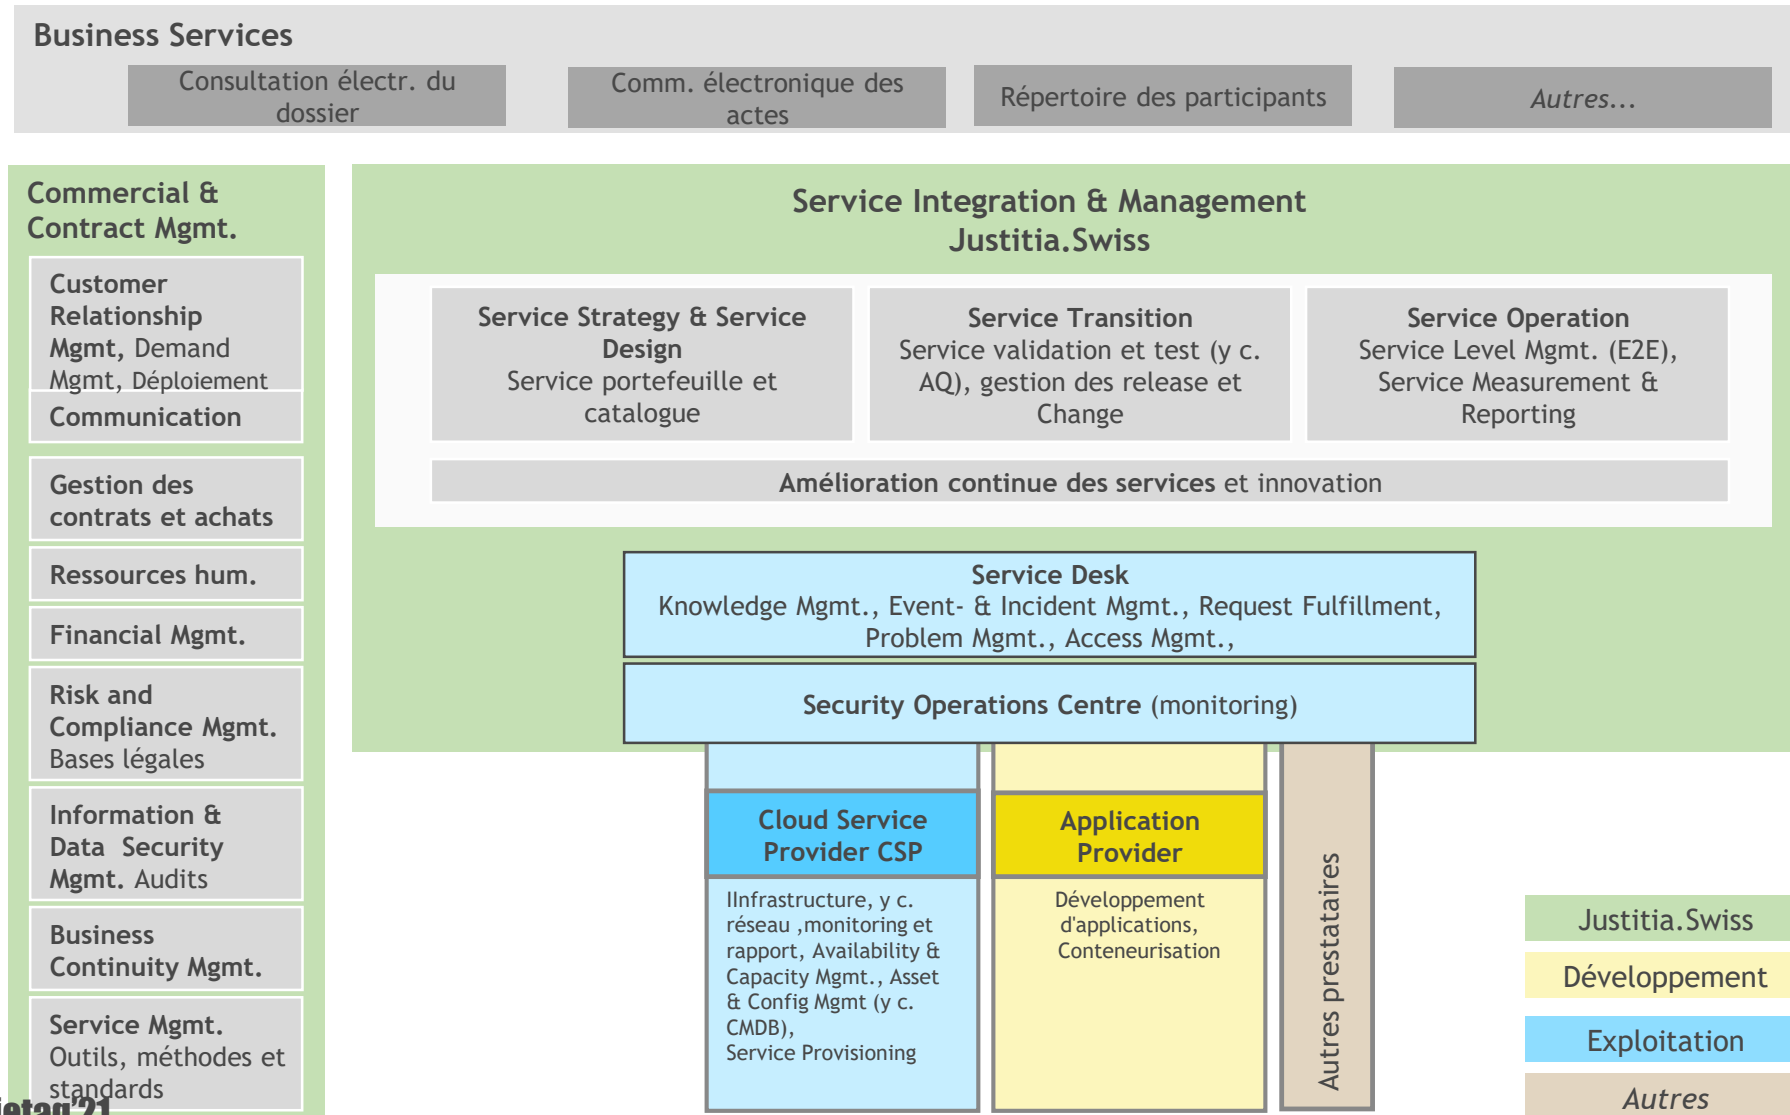 Business Services
Consultation électr. du
dossier
Comm. électronique des
actes
Répertoire des participants
Autres...
Commercial &
Contract Mgmt.
Customer
Relationship
Mgmt, Demand
Mgmt, Déploiement
Communication
Gestion des
contrats et achats
Ressources hum.
Financial Mgmt.
Risk and
Compliance Mgmt.
Bases légales
Information &
Data Security
Mgmt. Audits
Business
Continuity Mgmt.
Service Mgmt.
Outils, méthodes et
standards
Service Integration & Management
Justitia.Swiss
Service Strategy & Service
Design
Service portefeuille et
catalogue
Service Transition
Service validation et test (y c.
AQ), gestion des release et
Change
Service Operation
Service Level Mgmt. (E2E),
Service Measurement &
Reporting
Amélioration continue des services et innovation
Service Desk
Knowledge Mgmt., Event- & Incident Mgmt., Request Fulfillment,
Problem Mgmt., Access Mgmt.,
Security Operations Centre (monitoring)
Cloud Service
Provider CSP
IInfrastructure, y c.
réseau ,monitoring et
rapport, Availability &
Capacity Mgmt., Asset
& Config Mgmt (y c.
CMDB),
Service Provisioning
Application
Provider
Développement
d'applications,
Conteneurisation
Autres prestataires
Justitia.Swiss
Développement
Exploitation
Autres